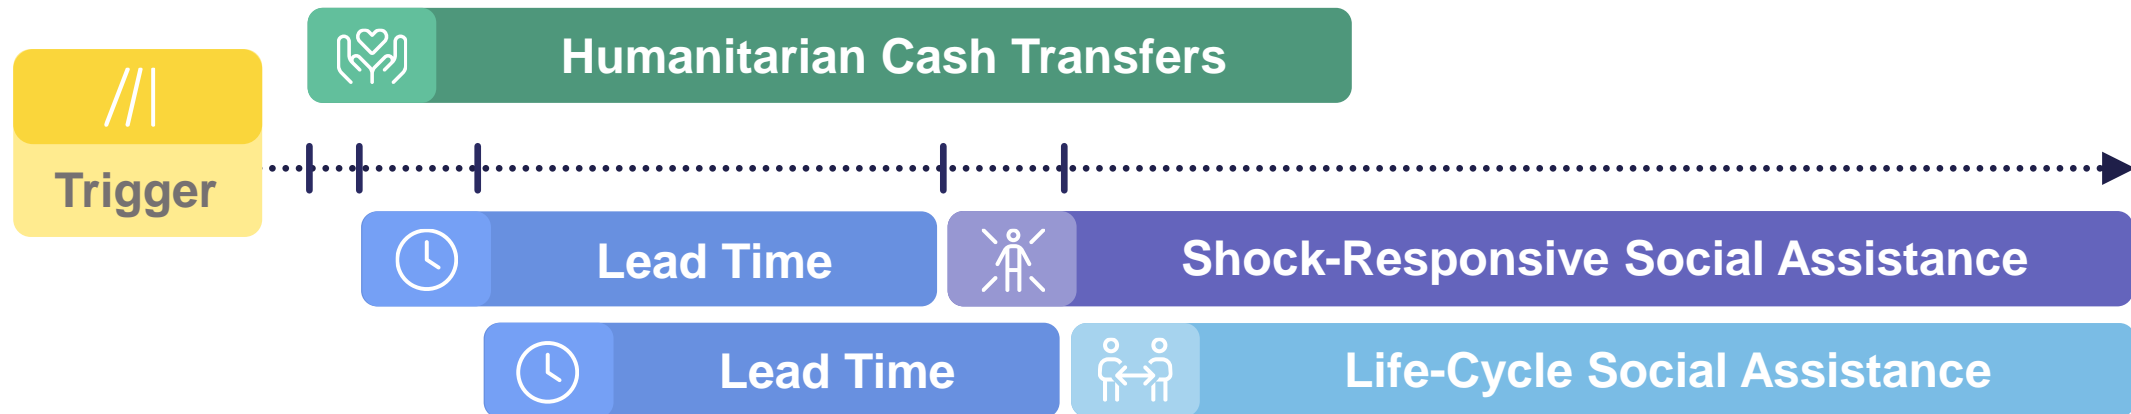 Humanitarian Cash Transfers
Trigger
Lead Time
Shock-Responsive Social Assistance
Lead Time
Life-Cycle Social Assistance